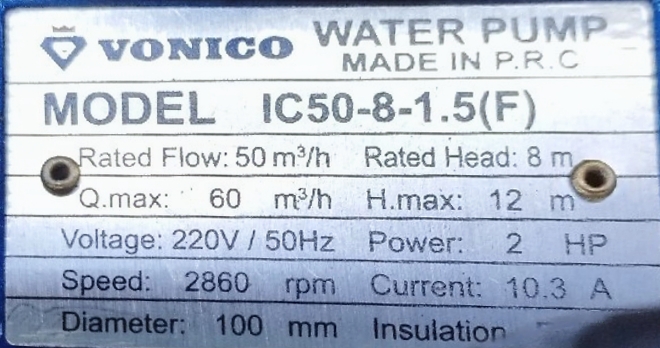 VONICO WATER PUMP
MADE IN P.R.C
MODEL IC50-8-1.5(F)
Rated Flow: 50 m³/h Rated Head: 8 m
Q.max: 60 m³/h H.max: 12 m
Voltage: 220V / 50Hz Power: 2 HP
Speed: 2860 rpm Current: 10.3 A
Diameter: 100 mm Insulation